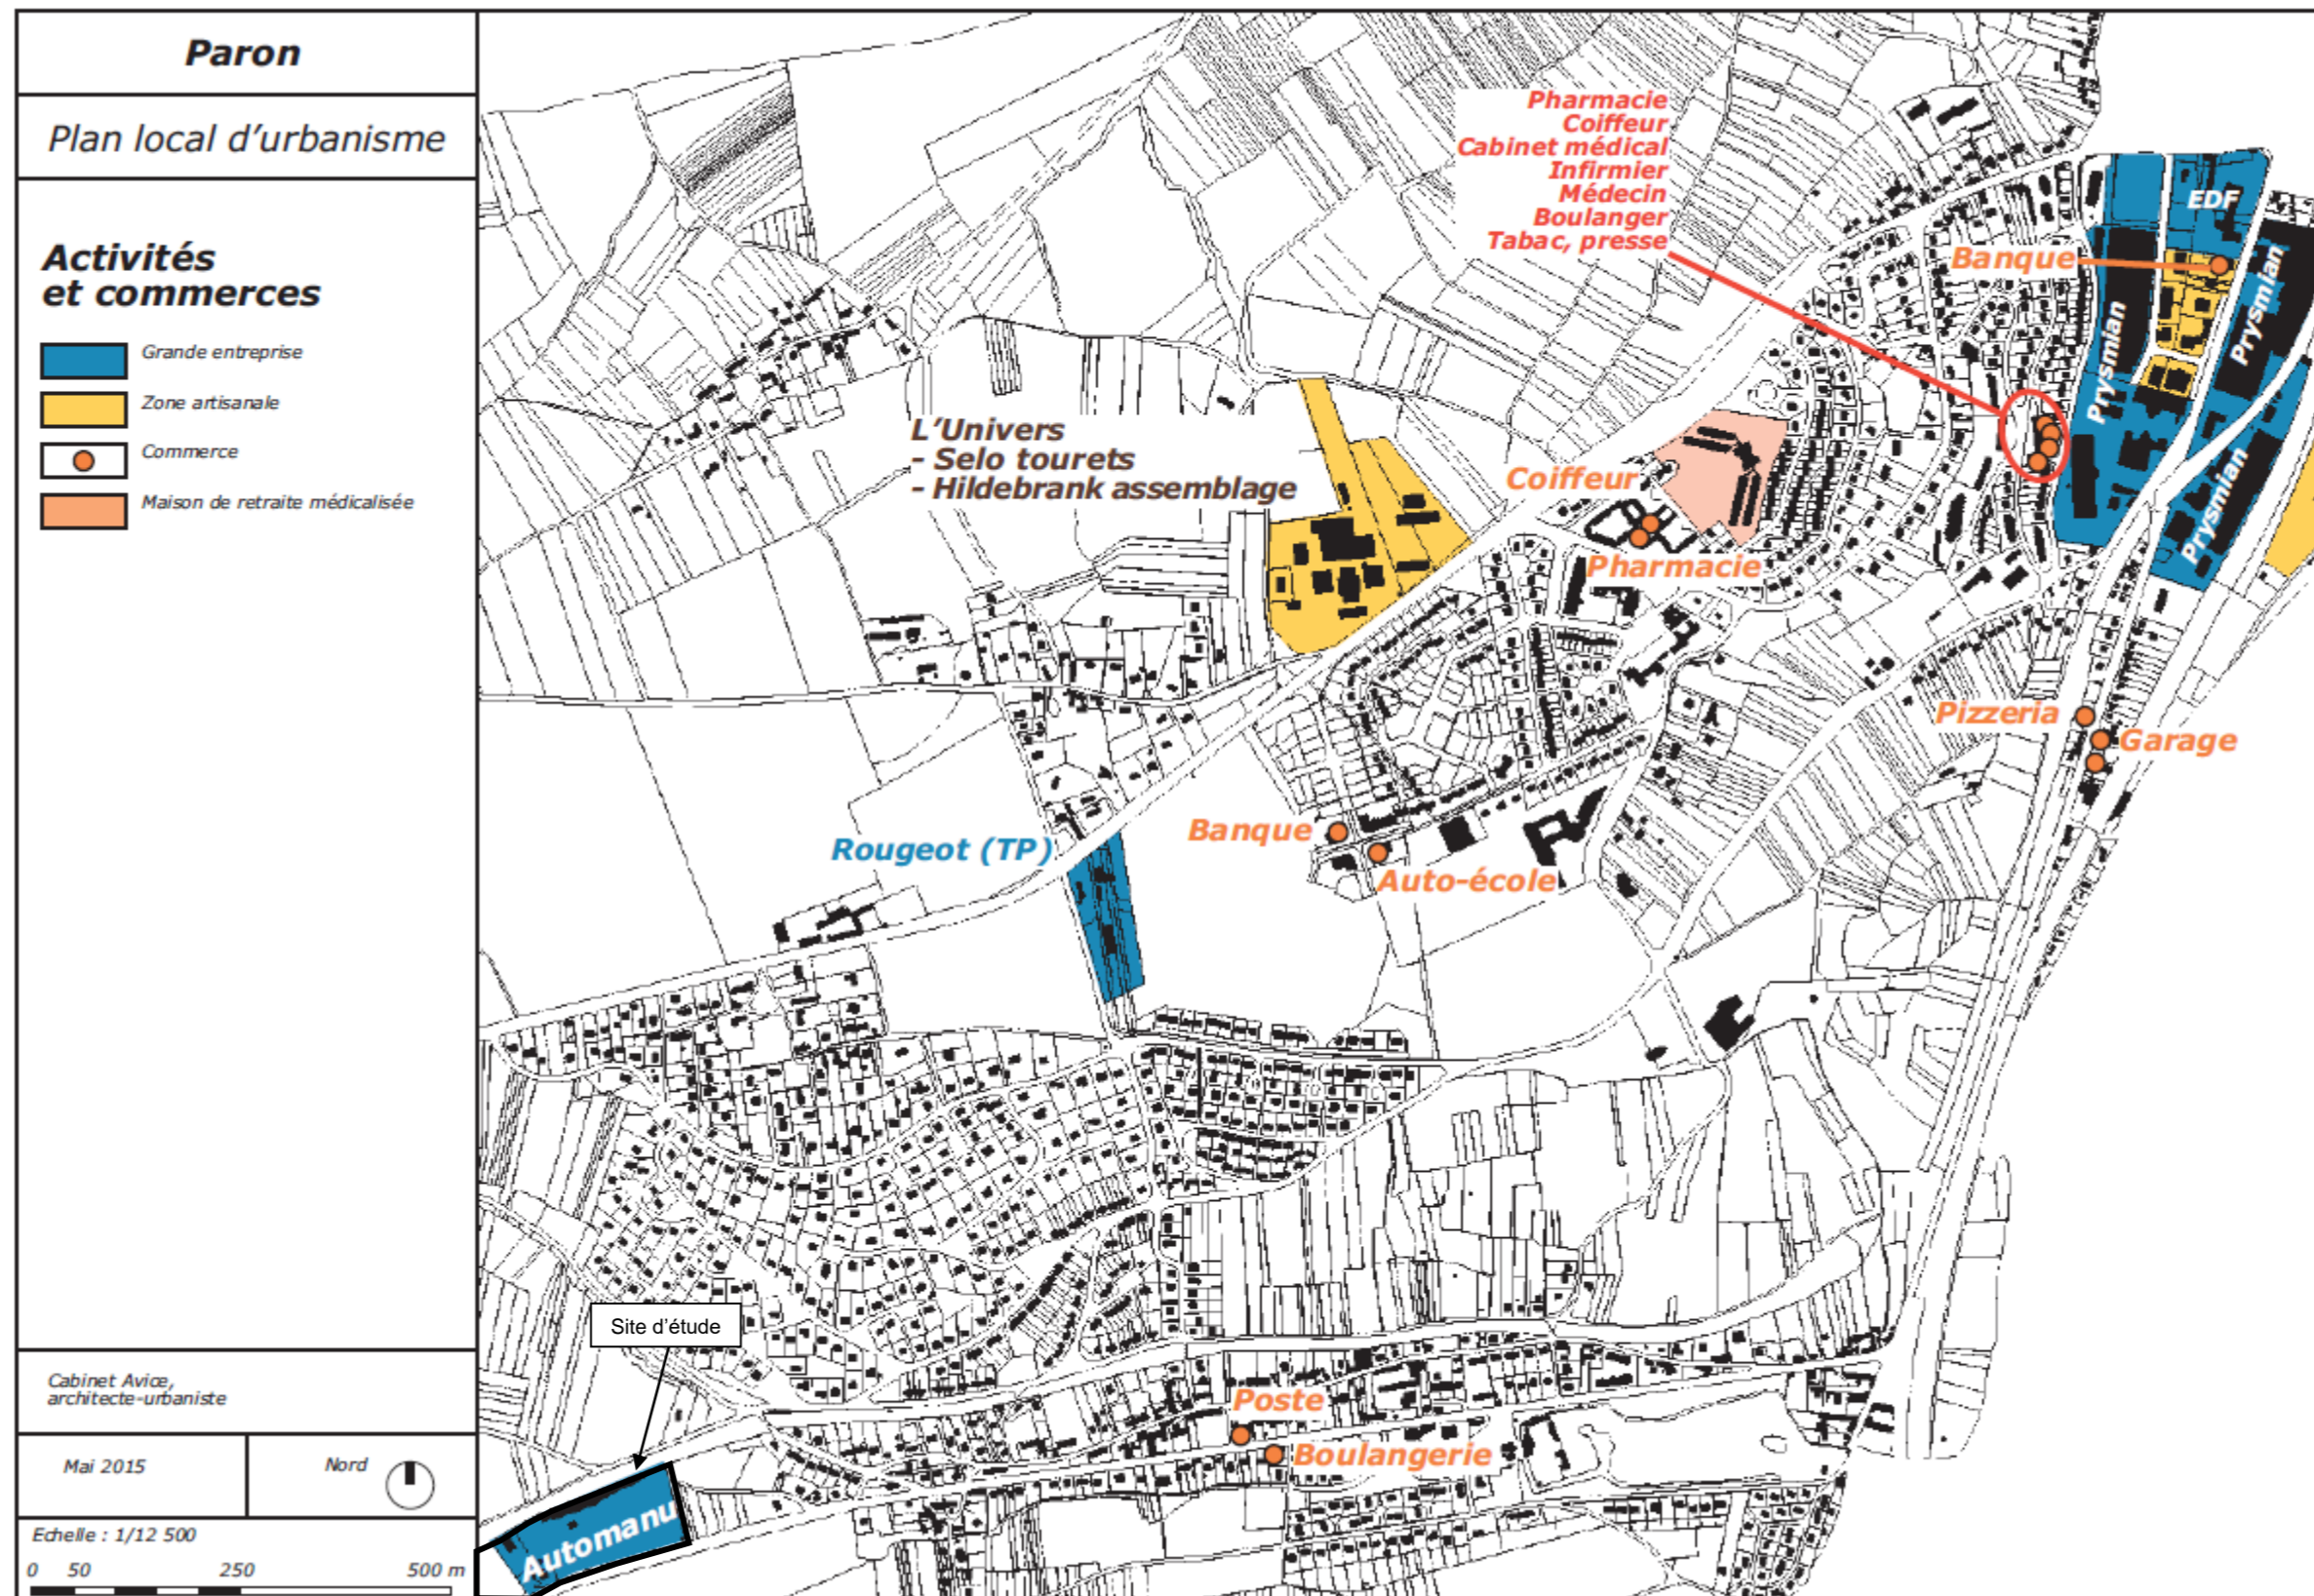 Paron
Plan local d'urbanisme
Activités
et commerces
Grande entreprise
Zone artisanale
Commerce
Maison de retraite médicalisée
Cabinet Avice,
architecte-urbaniste
Mai 2015
Nord
Echelle : 1/12 500
0 50 250 500 m
Pharmacie
Coiffeur
Cabinet médical
Infirmier
Médecin
Boulanger
Tabac, presse
EDF
Banque
Prysmian
Prysmian
Prysmian
L'Univers
- Selo tourets
- Hildebrank assemblage
Coiffeur
Pharmacie
Pizzeria
Garage
Rougeot (TP)
Banque
Auto-école
Site d'étude
Poste
Boulangerie
Automanu